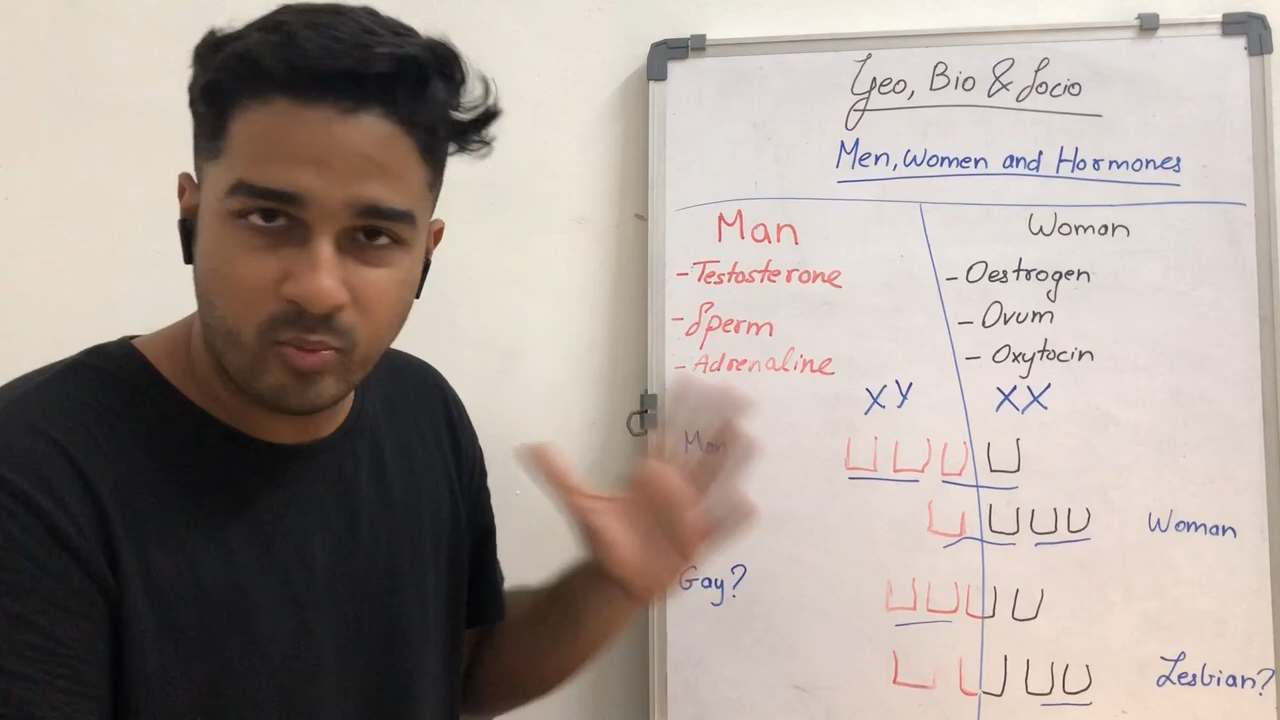 Geo, Bio & Socio
Men, Women and Hormones
Man
- Testosterone
- Sperm
- Adrenaline
XY
Woman
- Oestrogen
- Ovum
- Oxytocin
XX
Man
Woman
Gay?
Lesbian?